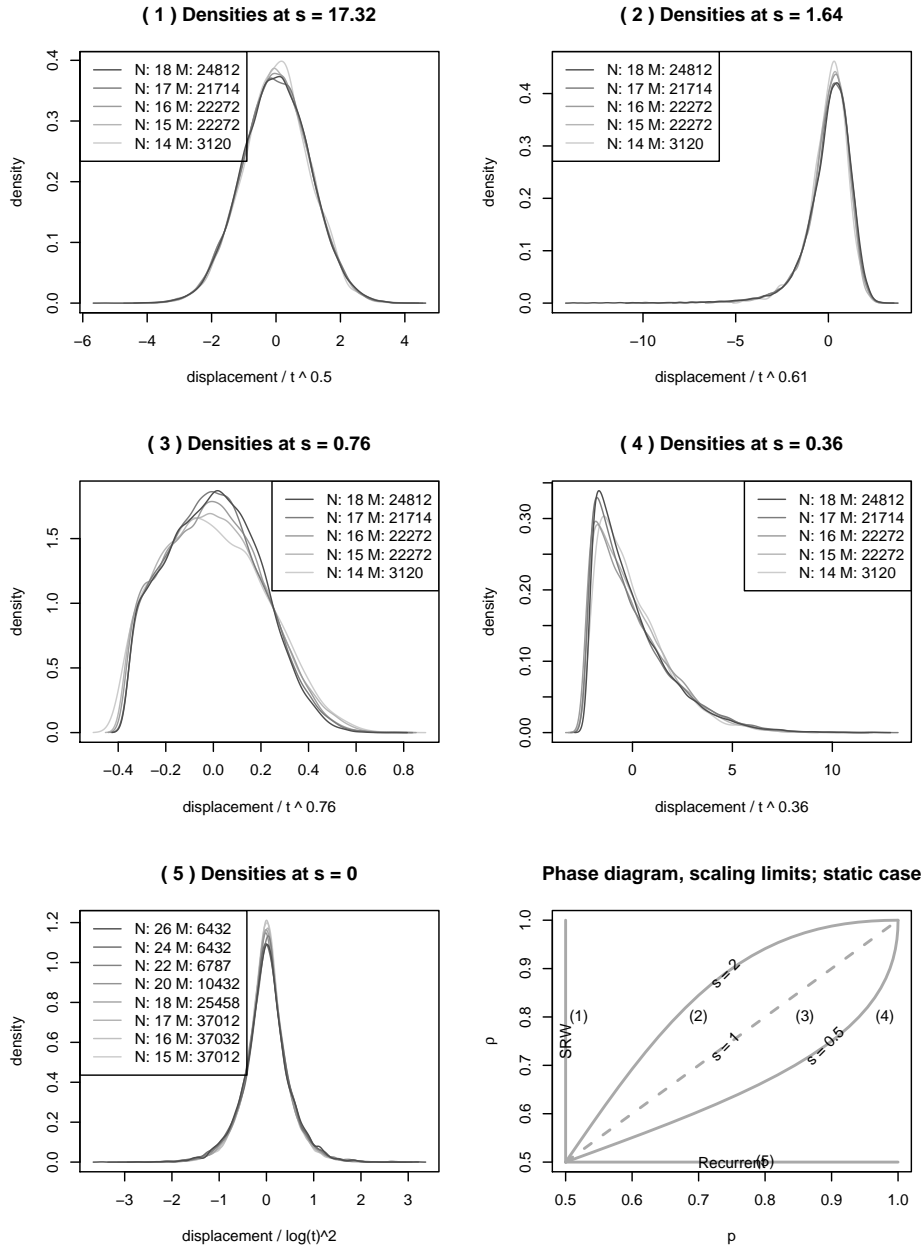 ( 1 ) Densities at s = 17.32
density
0.0 0.1 0.2 0.3 0.4
N: 18 M: 24812
N: 17 M: 21714
N: 16 M: 22272
N: 15 M: 22272
N: 14 M: 3120
−6 −4 −2 0 2 4
displacement / t ^ 0.5
( 2 ) Densities at s = 1.64
density
0.0 0.1 0.2 0.3 0.4
N: 18 M: 24812
N: 17 M: 21714
N: 16 M: 22272
N: 15 M: 22272
N: 14 M: 3120
−10 −5 0
displacement / t ^ 0.61
( 3 ) Densities at s = 0.76
density
0.0 0.5 1.0 1.5
N: 18 M: 24812
N: 17 M: 21714
N: 16 M: 22272
N: 15 M: 22272
N: 14 M: 3120
−0.4 −0.2 0.0 0.2 0.4 0.6 0.8
displacement / t ^ 0.76
( 4 ) Densities at s = 0.36
density
0.00 0.10 0.20 0.30
N: 18 M: 24812
N: 17 M: 21714
N: 16 M: 22272
N: 15 M: 22272
N: 14 M: 3120
0 5 10
displacement / t ^ 0.36
( 5 ) Densities at s = 0
density
0.0 0.2 0.4 0.6 0.8 1.0 1.2
N: 26 M: 6432
N: 24 M: 6432
N: 22 M: 6787
N: 20 M: 10432
N: 18 M: 25458
N: 17 M: 37012
N: 16 M: 37032
N: 15 M: 37012
−3 −2 −1 0 1 2 3
displacement / log(t)^2
Phase diagram, scaling limits; static case
ρ
0.5 0.6 0.7 0.8 0.9 1.0
s = 2
(1)
(2)
(3)
(4)
SRW
s = 1
s = 0.5
Recurrent
(5)
0.5 0.6 0.7 0.8 0.9 1.0
p